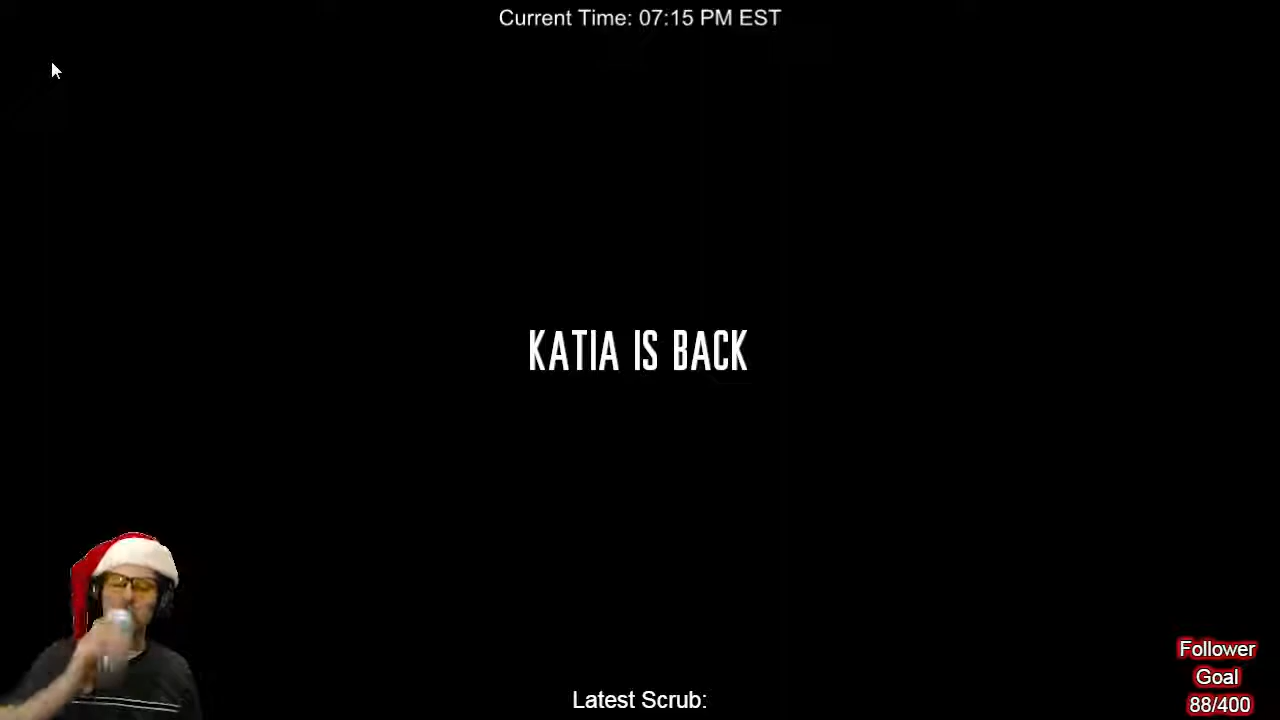 Current Time: 07:15 PM EST
KATIA IS BACK
Follower
Goal
88/400
Latest Scrub: